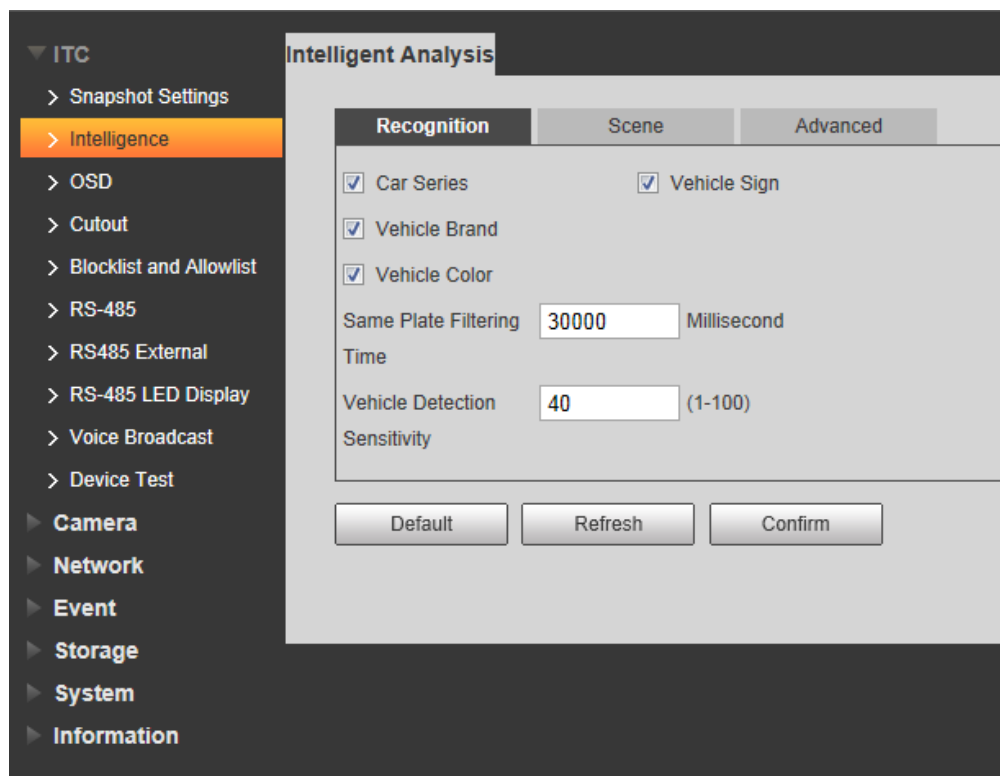 ITC
Snapshot Settings
Intelligence
OSD
Cutout
Blocklist and Allowlist
RS-485
RS485 External
RS-485 LED Display
Voice Broadcast
Device Test
Camera
Network
Event
Storage
System
Information
Intelligent Analysis
Recognition Scene Advanced
Car Series Vehicle Sign
Vehicle Brand
Vehicle Color
Same Plate Filtering 30000 Millisecond
Time
Vehicle Detection 40 (1-100)
Sensitivity
Default Refresh Confirm